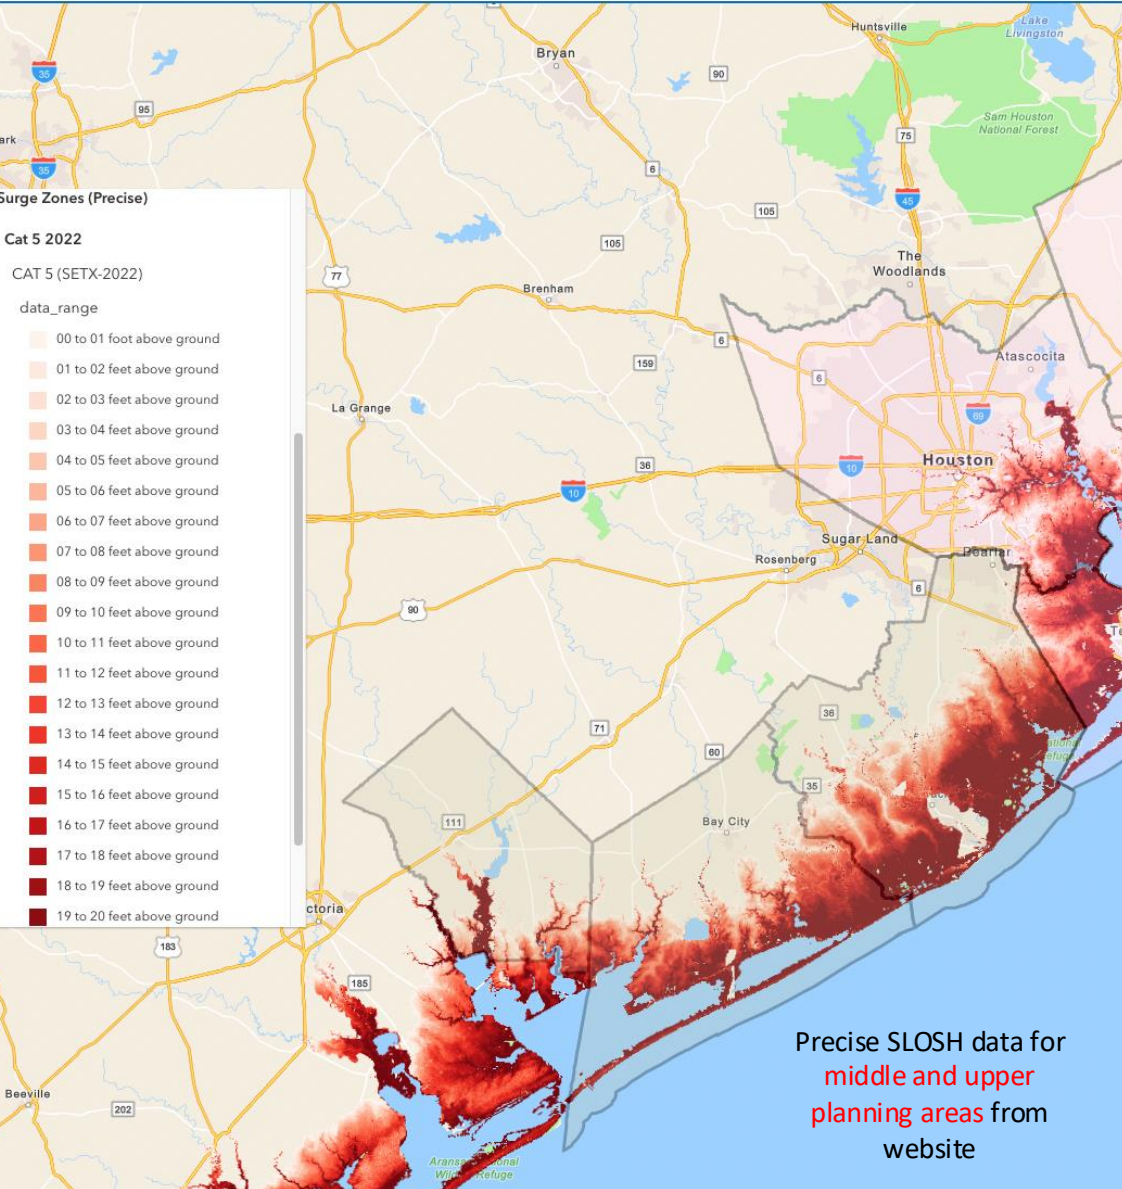 Surge Zones (Precise)
Cat 5 2022
CAT 5 (SETX-2022)
data_range
00 to 01 foot above ground
01 to 02 feet above ground
02 to 03 feet above ground
03 to 04 feet above ground
04 to 05 feet above ground
05 to 06 feet above ground
06 to 07 feet above ground
07 to 08 feet above ground
08 to 09 feet above ground
09 to 10 feet above ground
10 to 11 feet above ground
11 to 12 feet above ground
12 to 13 feet above ground
13 to 14 feet above ground
14 to 15 feet above ground
15 to 16 feet above ground
16 to 17 feet above ground
17 to 18 feet above ground
18 to 19 feet above ground
19 to 20 feet above ground
Huntsville
Lake
Livingston
Bryan
35
90
95
Sam Houston
National Forest
ark
75
35
6
45
105
105
The
Woodlands
77
Brenham
6
159
Atascocita
6
La Grange
69
Houston
36
10
10
Sugar Land
Rosenberg
6
90
36
71
60
35
111
Bay City
ctoria
183
185
Beeville
202
Precise SLOSH data for
middle and upper
planning areas from
website